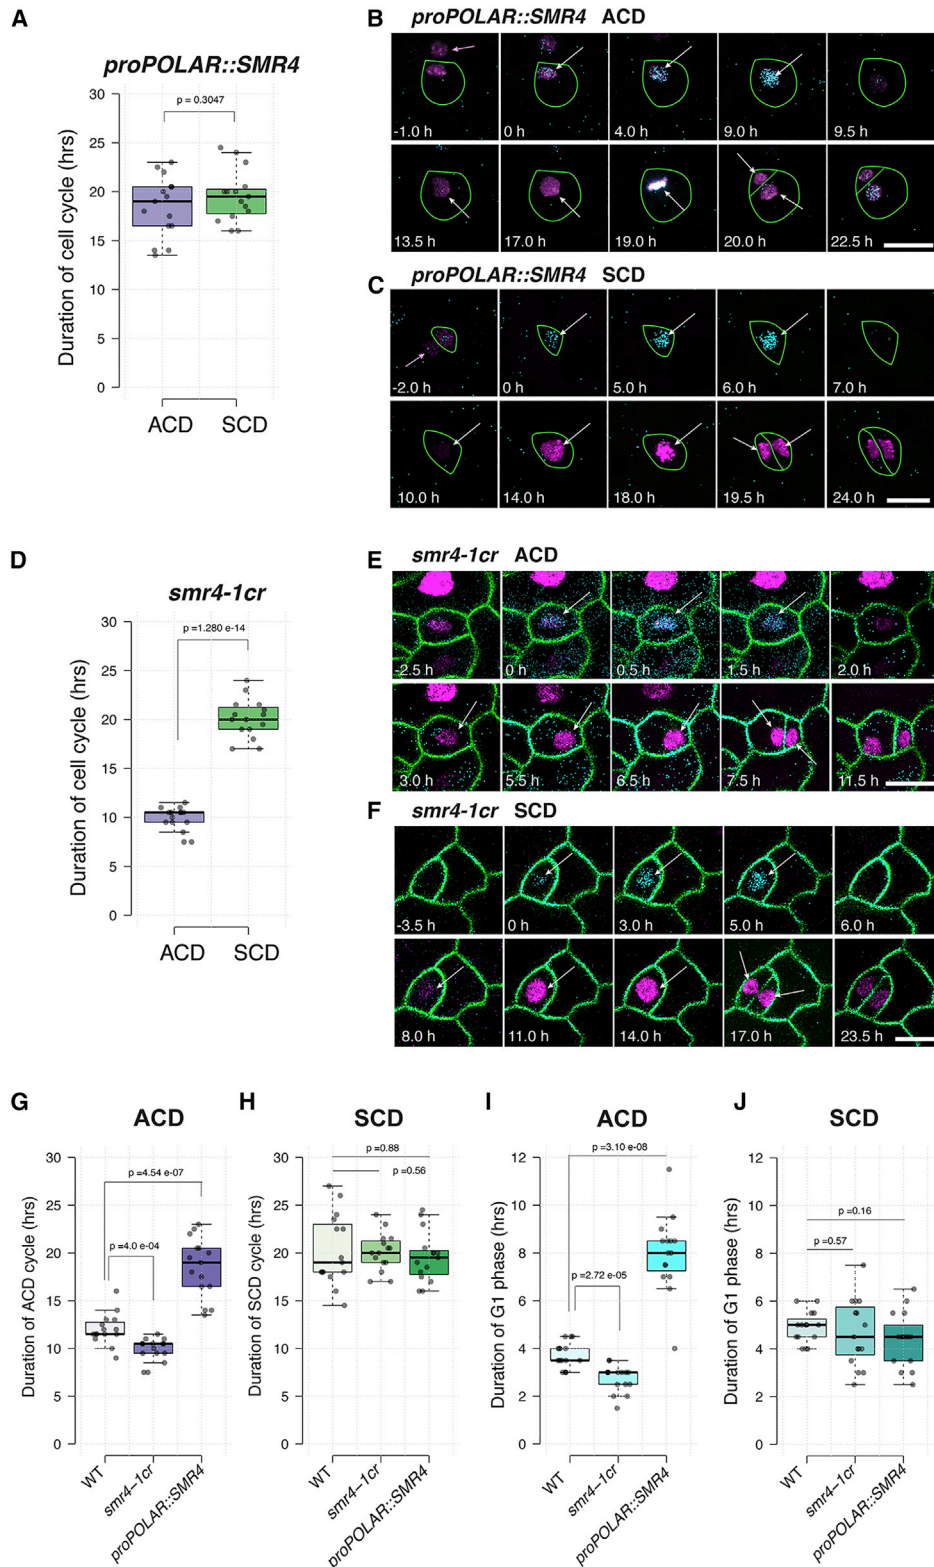 A
proPOLAR::SMR4
Duration of cell cycle (hrs)
30
25
20
15
10
5
0
p = 0.3047
ACD SCD
B
proPOLAR::SMR4 ACD
-1.0 h 0 h 4.0 h 9.0 h 9.5 h
13.5 h 17.0 h 19.0 h 20.0 h 22.5 h
C
proPOLAR::SMR4 SCD
-2.0 h 0 h 5.0 h 6.0 h 7.0 h
10.0 h 14.0 h 18.0 h 19.5 h 24.0 h
D
smr4-1cr
Duration of cell cycle (hrs)
30
25
20
15
10
5
0
p =1.280 e-14
ACD SCD
E
smr4-1cr ACD
-2.5 h 0 h 0.5 h 1.5 h 2.0 h
3.0 h 5.5 h 6.5 h 7.5 h 11.5 h
F
smr4-1cr SCD
-3.5 h 0 h 3.0 h 5.0 h 6.0 h
8.0 h 11.0 h 14.0 h 17.0 h 23.5 h
G
ACD
Duration of ACD cycle (hrs)
30
25
20
15
10
5
0
p =4.54 e-07
p =4.0 e-04
WT
smr4–1cr
proPOLAR::SMR4
H
SCD
Duration of SCD cycle (hrs)
30
25
20
15
10
5
0
p =0.88
p =0.56
WT
smr4–1cr
proPOLAR::SMR4
I
ACD
Duration of G1 phase (hrs)
12
10
8
6
4
2
0
p =3.10 e-08
p =2.72 e-05
WT
smr4–1cr
proPOLAR::SMR4
J
SCD
Duration of G1 phase (hrs)
12
10
8
6
4
2
0
p =0.16
p =0.57
WT
smr4–1cr
proPOLAR::SMR4